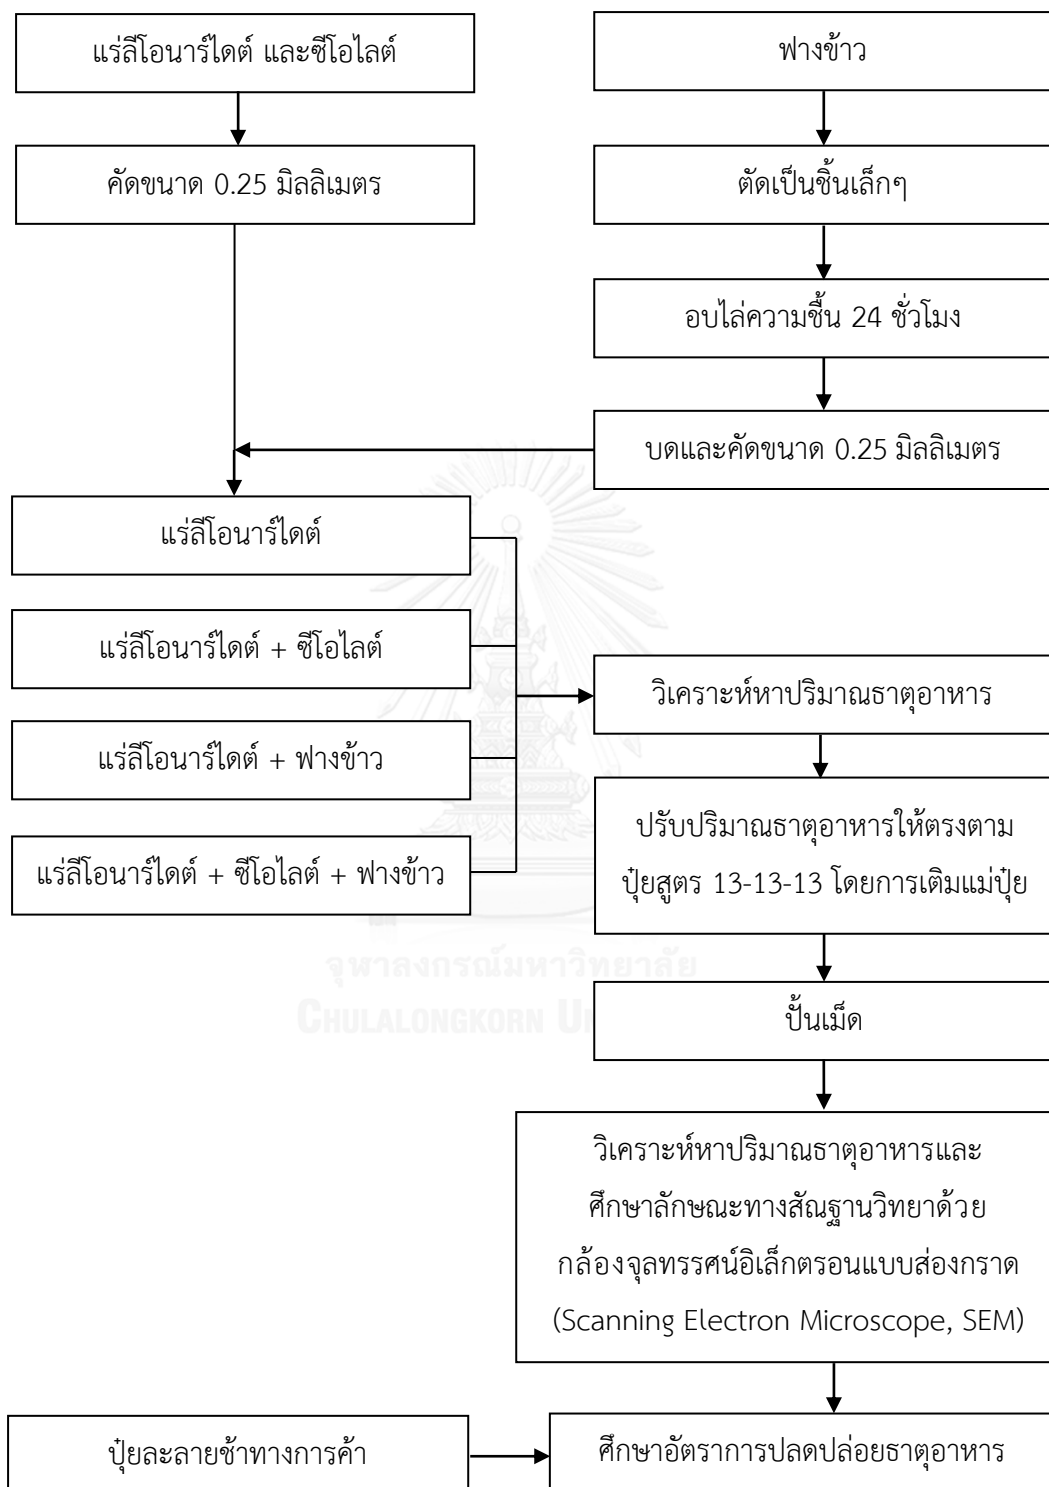 แร่ลีโอนาร์ไดต์ และซีโอไลต์
ฟางข้าว
คัดขนาด 0.25 มิลลิเมตร
ตัดเป็นชิ้นเล็กๆ
อบไล่ความชื้น 24 ชั่วโมง
บดและคัดขนาด 0.25 มิลลิเมตร
แร่ลีโอนาร์ไดต์
แร่ลีโอนาร์ไดต์ + ซีโอไลต์
แร่ลีโอนาร์ไดต์ + ฟางข้าว
แร่ลีโอนาร์ไดต์ + ซีโอไลต์ + ฟางข้าว
วิเคราะห์หาปริมาณธาตุอาหาร
ปรับปริมาณธาตุอาหารให้ตรงตาม
ปุ๋ยสูตร 13-13-13 โดยการเติมแม่ปุ๋ย
จุฬาลงกรณ์มหาวิทยาลัย
CHULALONGKORN U
ปั้นเม็ด
วิเคราะห์หาปริมาณธาตุอาหารและ
ศึกษาลักษณะทางสัณฐานวิทยาด้วย
กล้องจุลทรรศน์อิเล็กตรอนแบบส่องกราด
(Scanning Electron Microscope, SEM)
ปุ๋ยละลายช้าทางการค้า
ศึกษาอัตราการปลดปล่อยธาตุอาหาร